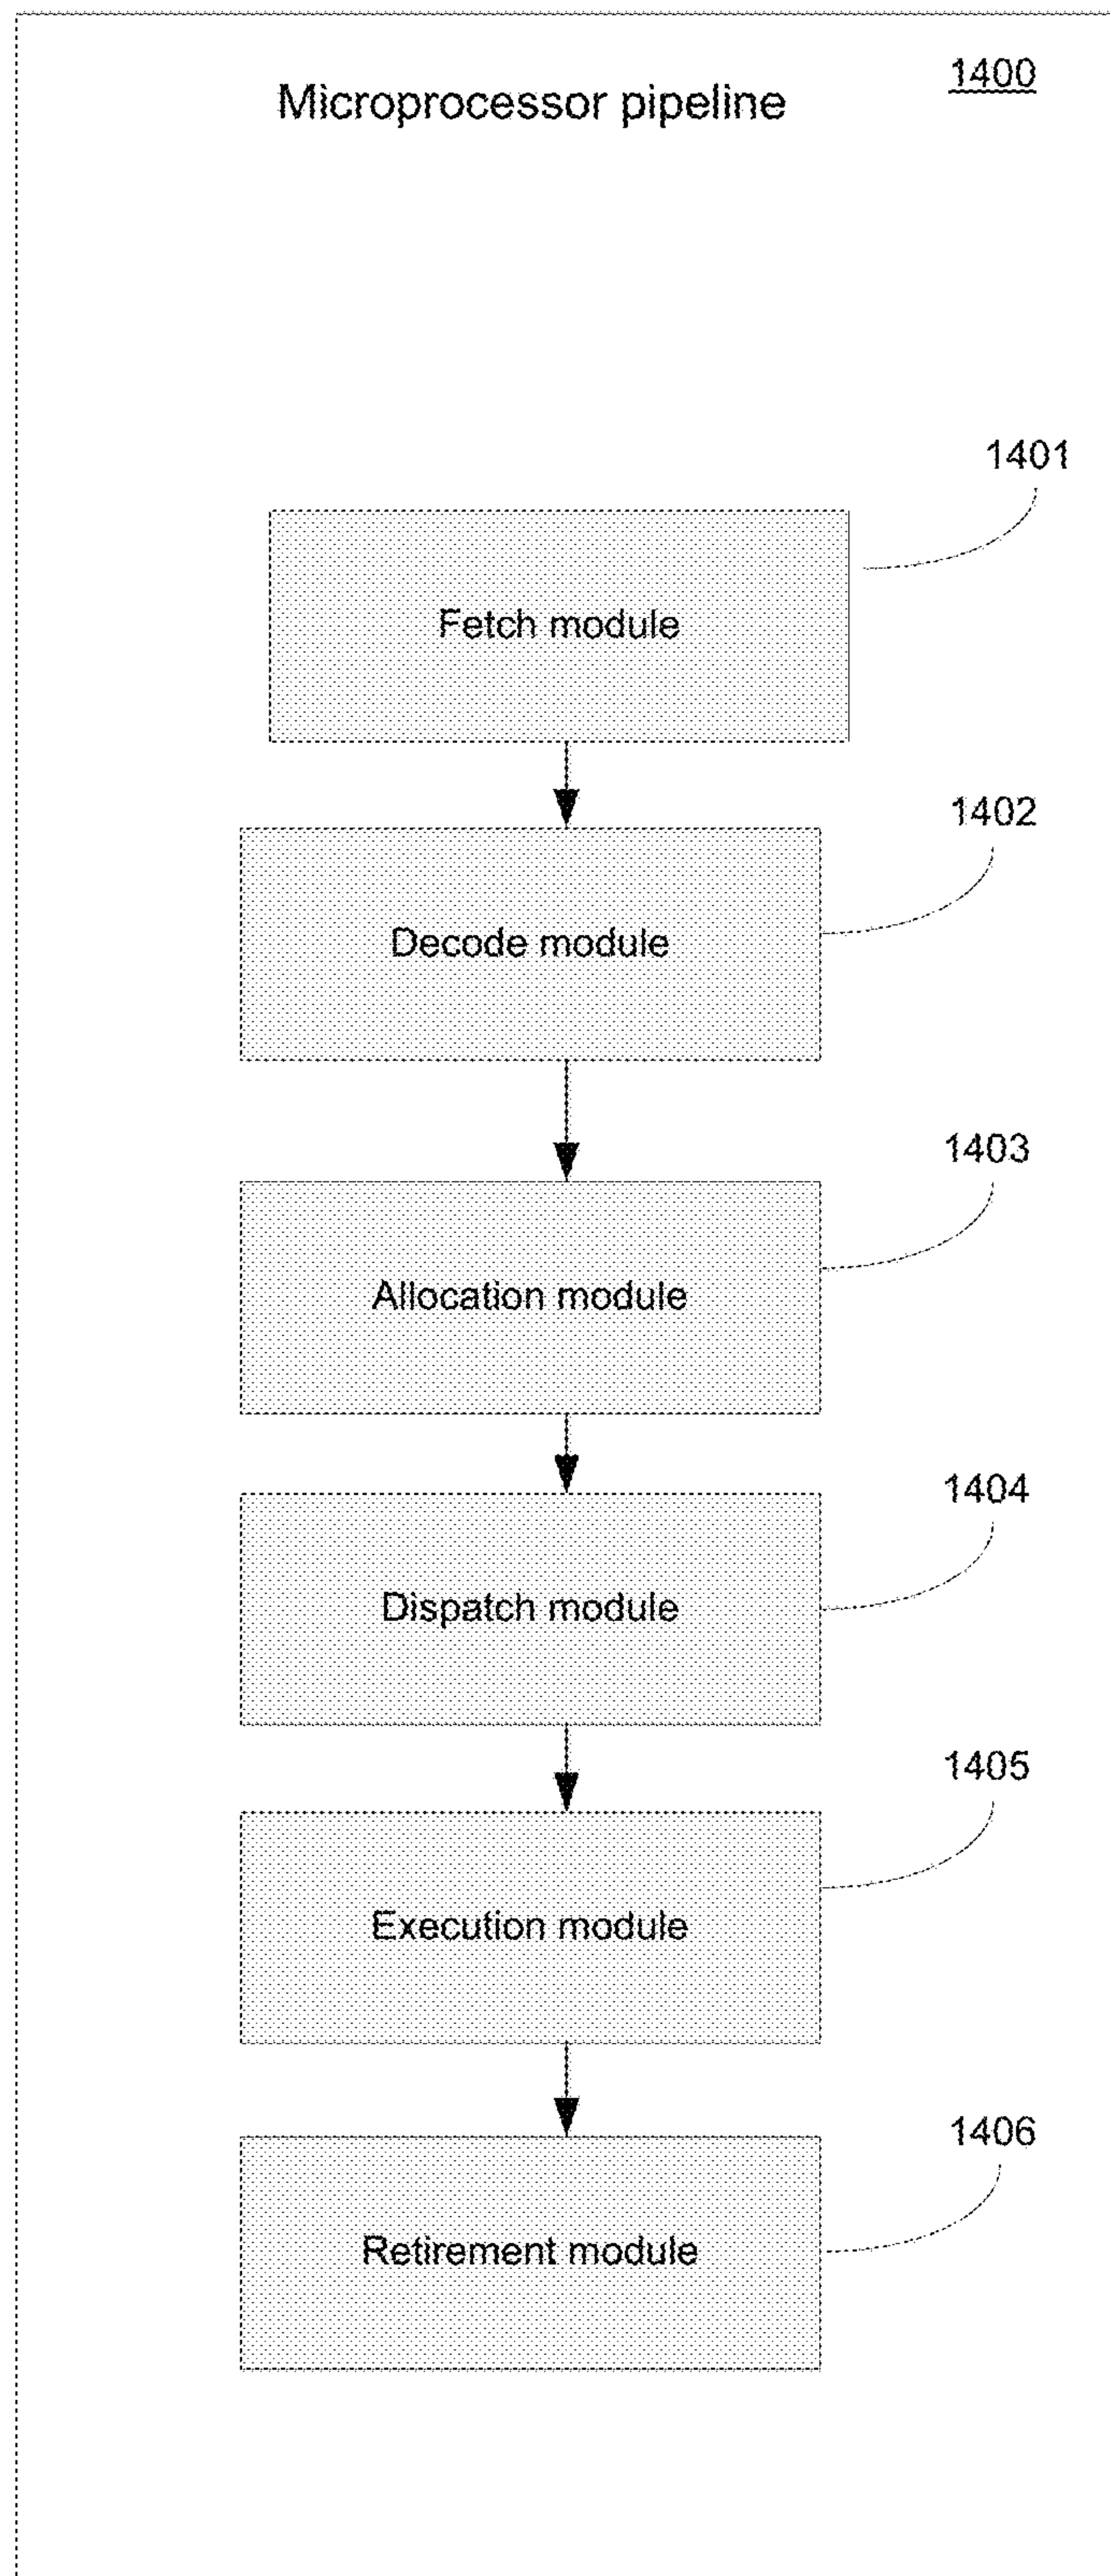 1400
Microprocessor pipeline
1401
Fetch module
1402
Decode module
1403
Allocation module
1404
Dispatch module
1405
Execution module
1406
Retirement module